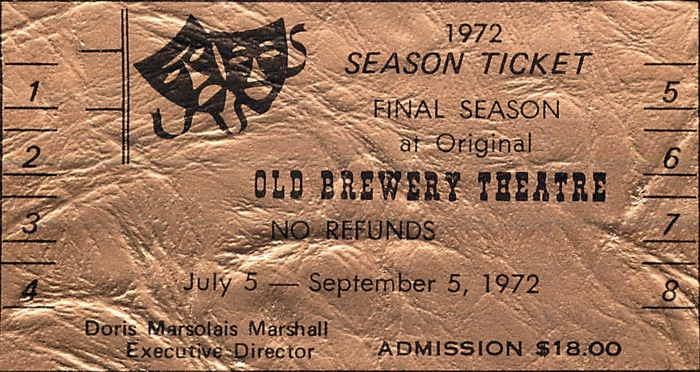 1972
SEASON TICKET
FINAL SEASON
at Original
OLD BREWERY THEATRE
NO REFUNDS
July 5 — September 5, 1972
Doris Marsolais Marshall
Executive Director
ADMISSION $18.00
1
2
3
4
5
6
7
8